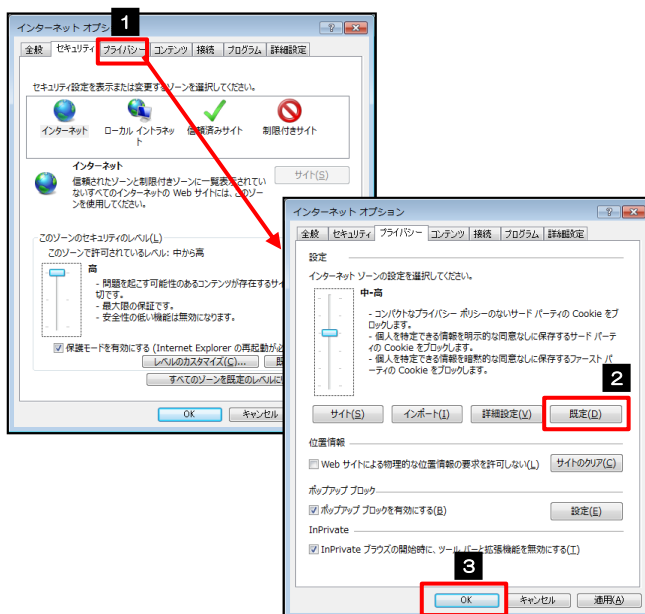 1
インターネット オプシ
全般 セキュリティ プライバシー コンテンツ 接続 プログラム 詳細設定
セキュリティ設定を表示または変更するゾーンを選択してください。
インターネット ローカル イントラネット 信頼済みサイト 制限付きサイト
インターネット
信頼されたゾーンと制限付きゾーンに一覧表示されてい
ないすべてのインターネットの Web サイトには、このゾー
ンを使用してください。
サイト(S)
このゾーンのセキュリティのレベル(L)
このゾーンで許可されているレベル: 中から高
高
- 問題を起こす可能性のあるコンテンツが存在するサイ
切です。
- 最大限の保証です。
- 安全性の低い機能は無効になります。
保護モードを有効にする (Internet Explorer の再起動が必
レベルのカスタマイズ(C)... 既
すべてのゾーンを既定のレベルに
OK キャンセル
インターネット オプション
全般 セキュリティ プライバシー コンテンツ 接続 プログラム 詳細設定
設定
インターネット ゾーンの設定を選択してください。
中-高
- コンパクトなプライバシー ポリシーのないサード パーティの Cookie をブ
ロックします。
- 個人を特定できる情報を明示的な同意なしに保存するサード パーテ
ィの Cookie をブロックします。
- 個人を特定できる情報を暗黙的な同意なしに保存するファースト パ
ーティの Cookie をブロックします。
2
サイト(S) インポート(I) 詳細設定(V) 既定(D)
位置情報
Web サイトによる物理的な位置情報の要求を許可しない(L) サイトのクリア(C)
ポップアップ ブロック
ポップアップ ブロックを有効にする(B) 設定(E)
InPrivate
InPrivate ブラウズの開始時に、ツール バーと拡張機能を無効にする(T)
3
OK キャンセル 適用(A)